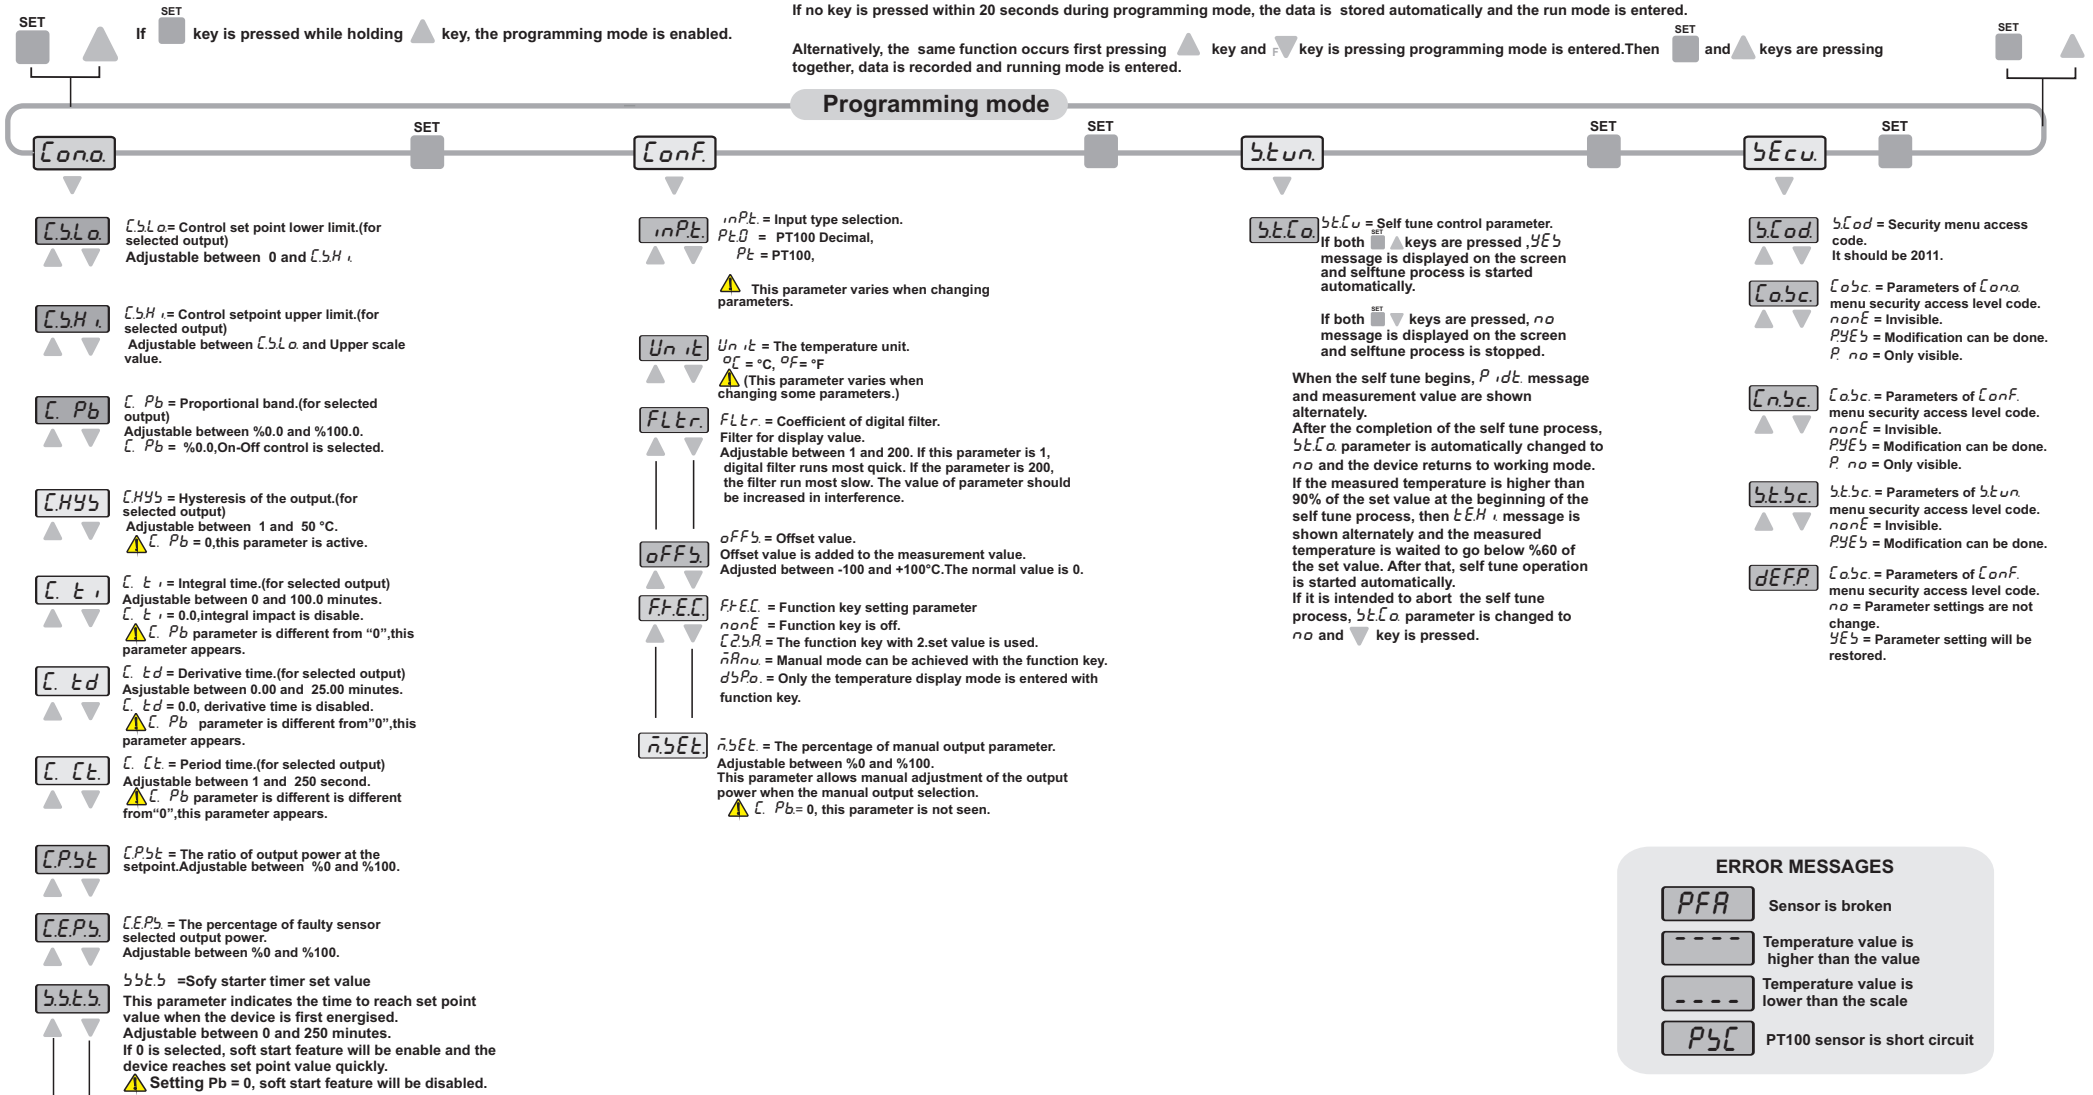 SET
If SET key is pressed while holding key, the programming mode is enabled.
If no key is pressed within 20 seconds during programming mode, the data is stored automatically and the run mode is entered.
Alternatively, the same function occurs first pressing key and F key is pressing programming mode is entered.Then SET and keys are pressing
together, data is recorded and running mode is entered.
SET
Programming mode
Con.o.
SET
ConF.
SET
S.tun.
SET
SEcu.
SET
C.S.Lo.
C.S.Lo.= Control set point lower limit.(for
selected output)
Adjustable between 0 and C.S.Hi.
C.S.Hi.
C.S.Hi.= Control setpoint upper limit.(for
selected output)
Adjustable between C.S.Lo. and Upper scale
value.
C. Pb
C. Pb = Proportional band.(for selected
output)
Adjustable between %0.0 and %100.0.
C. Pb = %0.0,On-Off control is selected.
C.HYS
C.HYS = Hysteresis of the output.(for
selected output)
Adjustable between 1 and 50 °C.
C. Pb = 0,this parameter is active.
C. ti
C. ti = Integral time.(for selected output)
Adjustable between 0 and 100.0 minutes.
C. ti = 0.0,integral impact is disable.
C. Pb parameter is different from “0”,this
parameter appears.
C. td
C. td = Derivative time.(for selected output)
Asjustable between 0.00 and 25.00 minutes.
C. td = 0.0, derivative time is disabled.
C. Pb parameter is different from"0",this
parameter appears.
C. Ct.
C. Ct. = Period time.(for selected output)
Adjustable between 1 and 250 second.
C. Pb parameter is different is different
from“0”,this parameter appears.
C.P.St
C.P.St = The ratio of output power at the
setpoint.Adjustable between %0 and %100.
C.E.P.S.
C.E.P.S. = The percentage of faulty sensor
selected output power.
Adjustable between %0 and %100.
S.S.t.S.
SSt.S =Sofy starter timer set value
This parameter indicates the time to reach set point
value when the device is first energised.
Adjustable between 0 and 250 minutes.
If 0 is selected, soft start feature will be enable and the
device reaches set point value quickly.
Setting Pb = 0, soft start feature will be disabled.
inP.t.
inP.t. = Input type selection.
Pt.0 = PT100 Decimal,
Pt = PT100,
This parameter varies when changing
parameters.
Unit
Unit = The temperature unit.
°C = °C, °F = °F
(This parameter varies when
changing some parameters.)
FLtr.
FLtr. = Coefficient of digital filter.
Filter for display value.
Adjustable between 1 and 200. If this parameter is 1,
digital filter runs most quick. If the parameter is 200,
the filter run most slow. The value of parameter should
be increased in interference.
oFFS.
oFFS. = Offset value.
Offset value is added to the measurement value.
Adjusted between -100 and +100°C.The normal value is 0.
F.k.E.C.
F.k.E.C. = Function key setting parameter
nonE = Function key is off.
C2.S.A. = The function key with 2.set value is used.
mAnu. = Manual mode can be achieved with the function key.
dSP.o. = Only the temperature display mode is entered with
function key.
m.SEt.
m.SEt. = The percentage of manual output parameter.
Adjustable between %0 and %100.
This parameter allows manual adjustment of the output
power when the manual output selection.
C. Pb.= 0, this parameter is not seen.
S.t.Co.
St.Cu = Self tune control parameter.
If both SET keys are pressed ,YES
message is displayed on the screen
and selftune process is started
automatically.
If both SET keys are pressed, no
message is displayed on the screen
and selftune process is stopped.
When the self tune begins, Pidt. message
and measurement value are shown
alternately.
After the completion of the self tune process,
St.Co. parameter is automatically changed to
no and the device returns to working mode.
If the measured temperature is higher than
90% of the set value at the beginning of the
self tune process, then tE.Hi. message is
shown alternately and the measured
temperature is waited to go below %60 of
the set value. After that, self tune operation
is started automatically.
If it is intended to abort the self tune
process, St.Co. parameter is changed to
no and key is pressed.
S.Cod.
S.Cod = Security menu access
code.
It should be 2011.
Co.Sc.
Co.Sc. = Parameters of Con.o.
menu security access level code.
nonE = Invisible.
P.YES = Modification can be done.
P. no = Only visible.
Cn.Sc.
Co.Sc. = Parameters of ConF.
menu security access level code.
nonE = Invisible.
P.YES = Modification can be done.
P. no = Only visible.
S.t.Sc.
S.t.Sc. = Parameters of S.tun.
menu security access level code.
nonE = Invisible.
P.YES = Modification can be done.
dEF.P.
Co.Sc. = Parameters of ConF.
menu security access level code.
no = Parameter settings are not
change.
YES = Parameter setting will be
restored.
ERROR MESSAGES
PFA Sensor is broken
---- Temperature value is
higher than the value
---- Temperature value is
lower than the scale
PSC PT100 sensor is short circuit